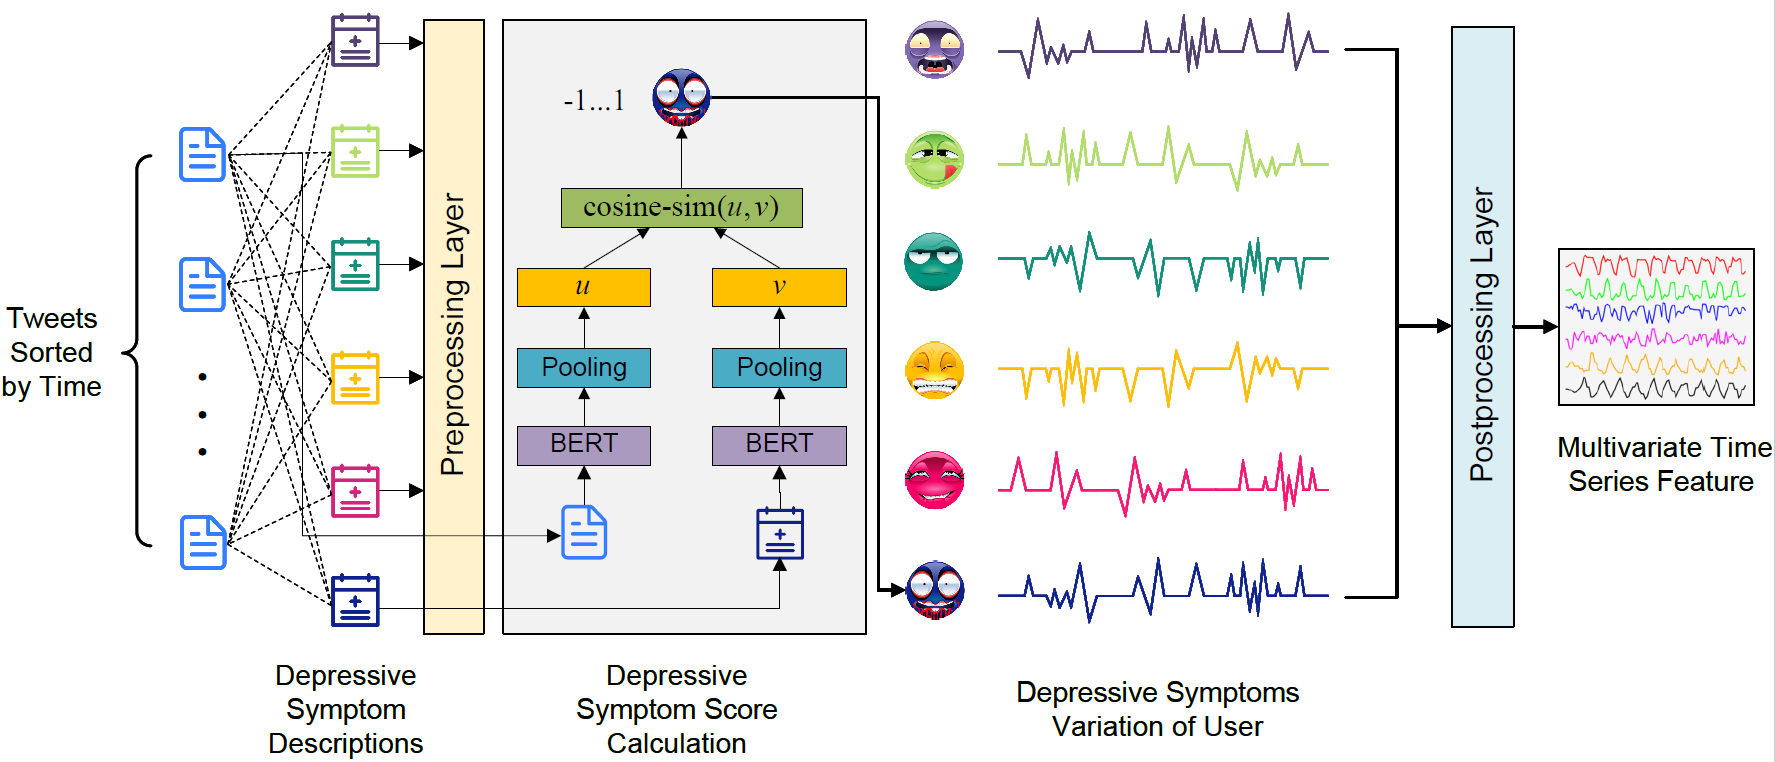 Tweets
Sorted
by Time
Depressive
Symptom
Descriptions
Preprocessing Layer
-1...1
cosine-sim(u, v)
u
v
Pooling
Pooling
BERT
BERT
Depressive
Symptom Score
Calculation
Depressive Symptoms
Variation of User
Postprocessing Layer
Multivariate Time
Series Feature